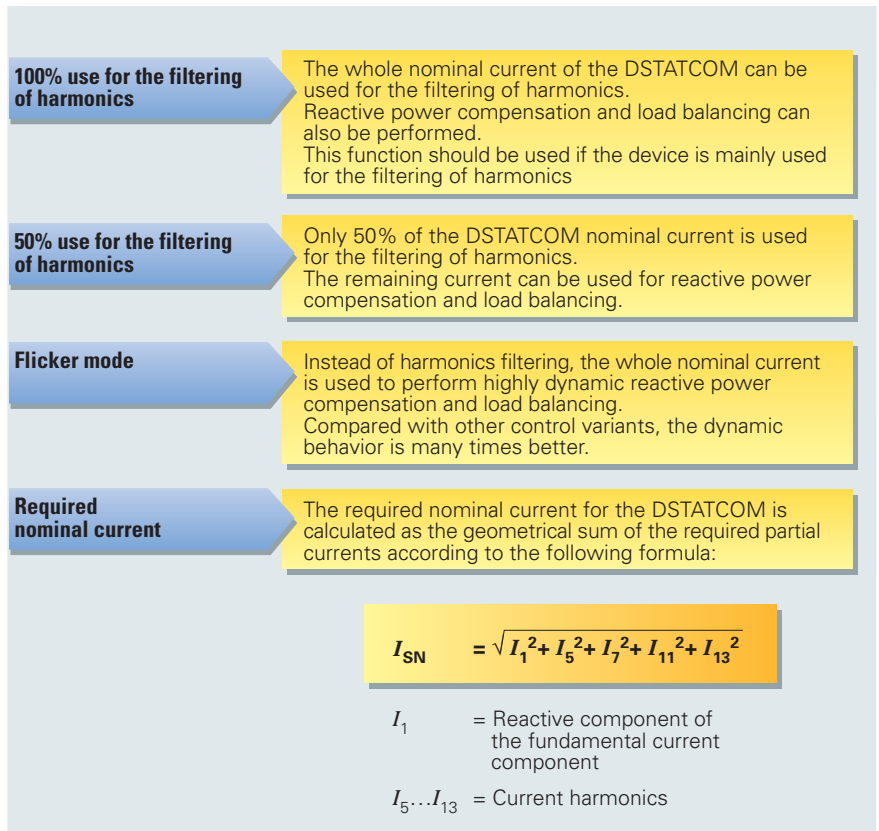 100% use for the filtering
of harmonics
The whole nominal current of the DSTATCOM can be
used for the filtering of harmonics.
Reactive power compensation and load balancing can
also be performed.
This function should be used if the device is mainly used
for the filtering of harmonics
50% use for the filtering
of harmonics
Only 50% of the DSTATCOM nominal current is used
for the filtering of harmonics.
The remaining current can be used for reactive power
compensation and load balancing.
Flicker mode
Instead of harmonics filtering, the whole nominal current
is used to perform highly dynamic reactive power
compensation and load balancing.
Compared with other control variants, the dynamic
behavior is many times better.
Required
nominal current
The required nominal current for the DSTATCOM is
calculated as the geometrical sum of the required partial
currents according to the following formula:
I_SN = √(I₁² + I₅² + I₇² + I₁₁² + I₁₃²)
I₁ = Reactive component of
the fundamental current
component
I₅…I₁₃ = Current harmonics